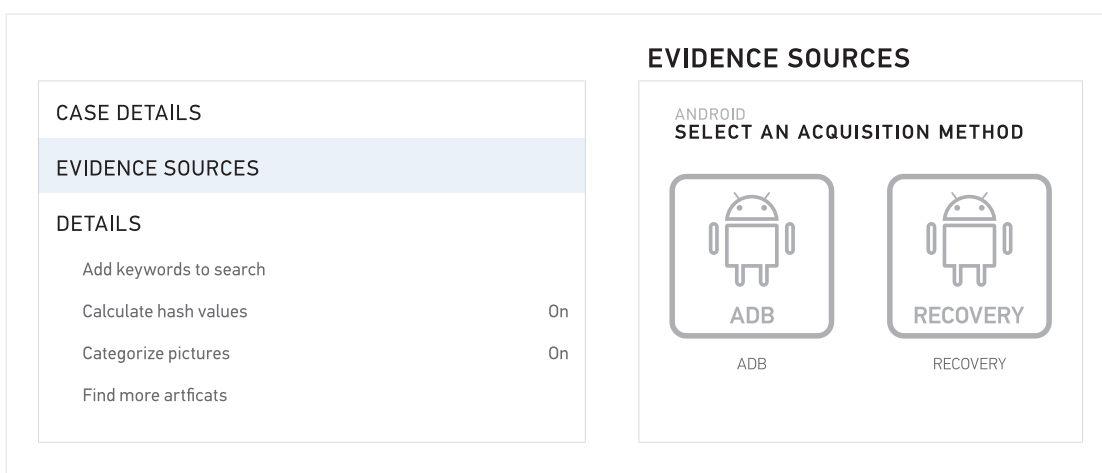 EVIDENCE SOURCES
CASE DETAILS
EVIDENCE SOURCES
DETAILS
Add keywords to search
Calculate hash values On
Categorize pictures On
Find more artficats
ANDROID
SELECT AN ACQUISITION METHOD
ADB RECOVERY
ADB RECOVERY